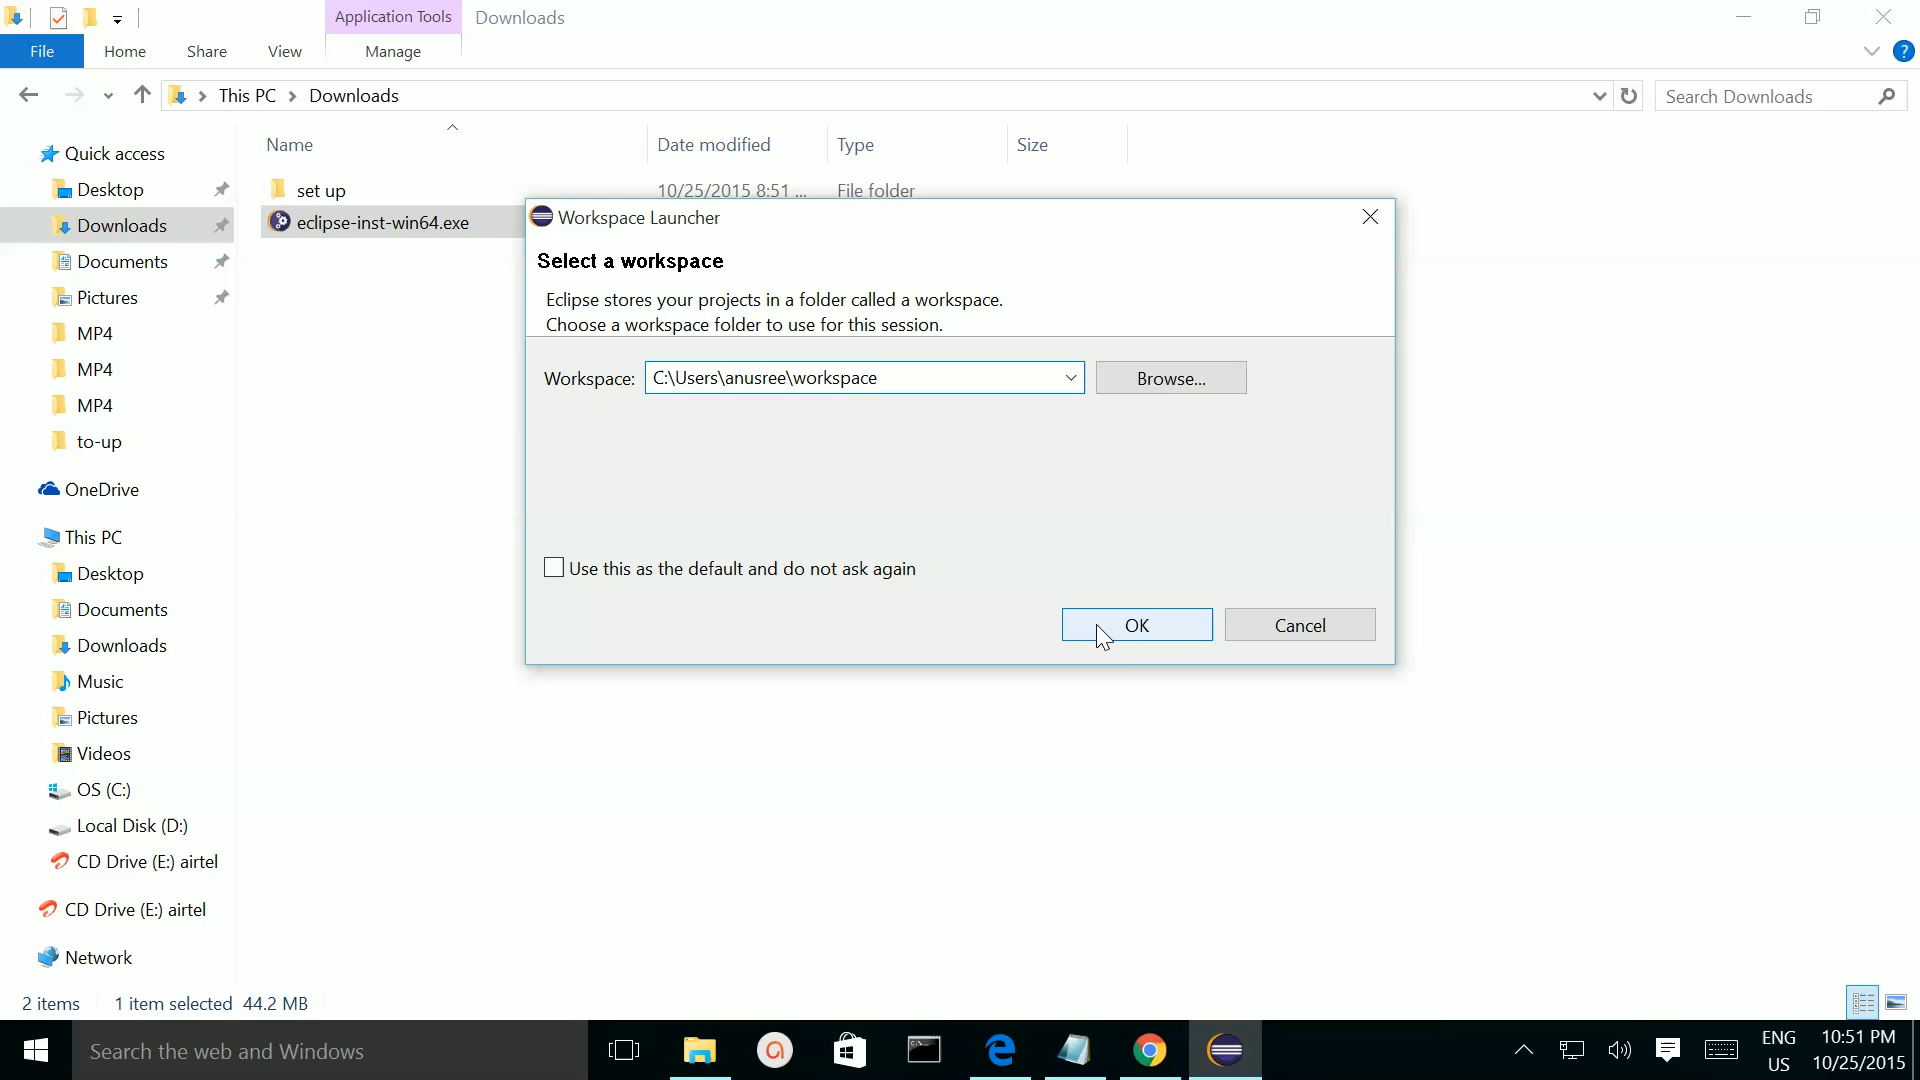 Application Tools
Downloads
File
Home
Share
View
Manage
?
This PC
Downloads
Search Downloads
Name
Date modified
Type
Size
Quick access
Desktop
Downloads
Documents
Pictures
MP4
MP4
MP4
to-up
OneDrive
This PC
Desktop
Documents
Downloads
Music
Pictures
Videos
OS (C:)
Local Disk (D:)
CD Drive (E:) airtel
CD Drive (E:) airtel
Network
set up
10/25/2015 8:51 ...
File folder
eclipse-inst-win64.exe
Workspace Launcher
Select a workspace
Eclipse stores your projects in a folder called a workspace.
Choose a workspace folder to use for this session.
Workspace:
C:\Users\anusree\workspace
Browse...
Use this as the default and do not ask again
OK
Cancel
2 items
1 item selected 44.2 MB
Search the web and Windows
ENG
US
10:51 PM
10/25/2015